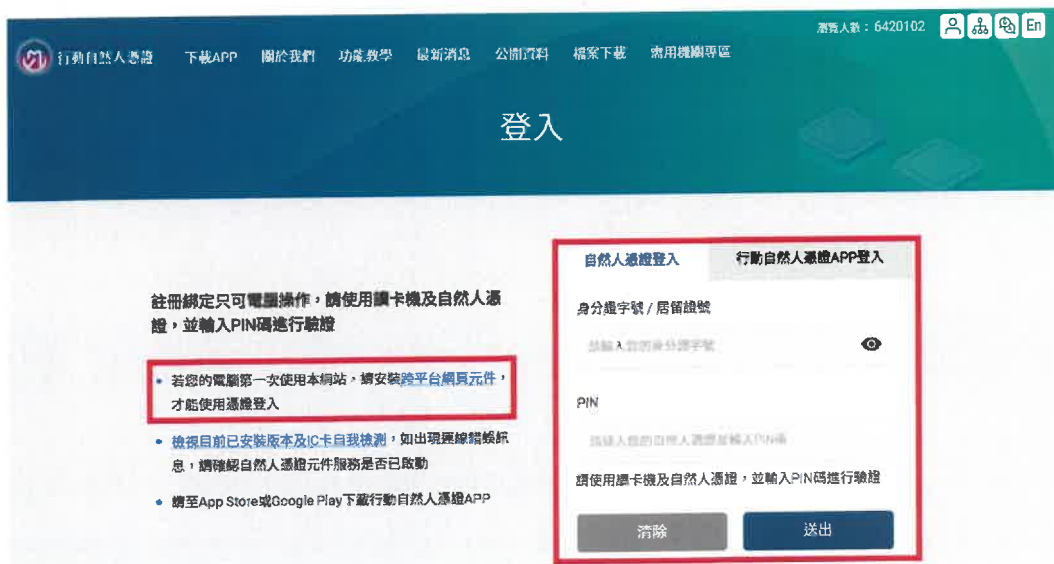 瀏覽人數：6420102 En
行動自然人憑證 下載APP 關於我們 功能教學 最新消息 公開資料 檔案下載 應用機關專區
登入
自然人憑證登入 行動自然人憑證APP登入
註冊綁定只可電腦操作，請使用讀卡機及自然人憑
證，並輸入PIN碼進行驗證
• 若您的電腦第一次使用本網站，請安裝跨平台網頁元件，
才能使用憑證登入
• 檢視目前已安裝版本及IC卡自我檢測，如出現連線錯誤訊
息，請確認自然人憑證元件服務是否已啟動
• 請至App Store或Google Play下載行動自然人憑證APP
身分證字號 / 居留證號
請輸入您的身分證字號
PIN
請使用讀卡機及自然人憑證，並輸入PIN碼進行驗證
清除 送出